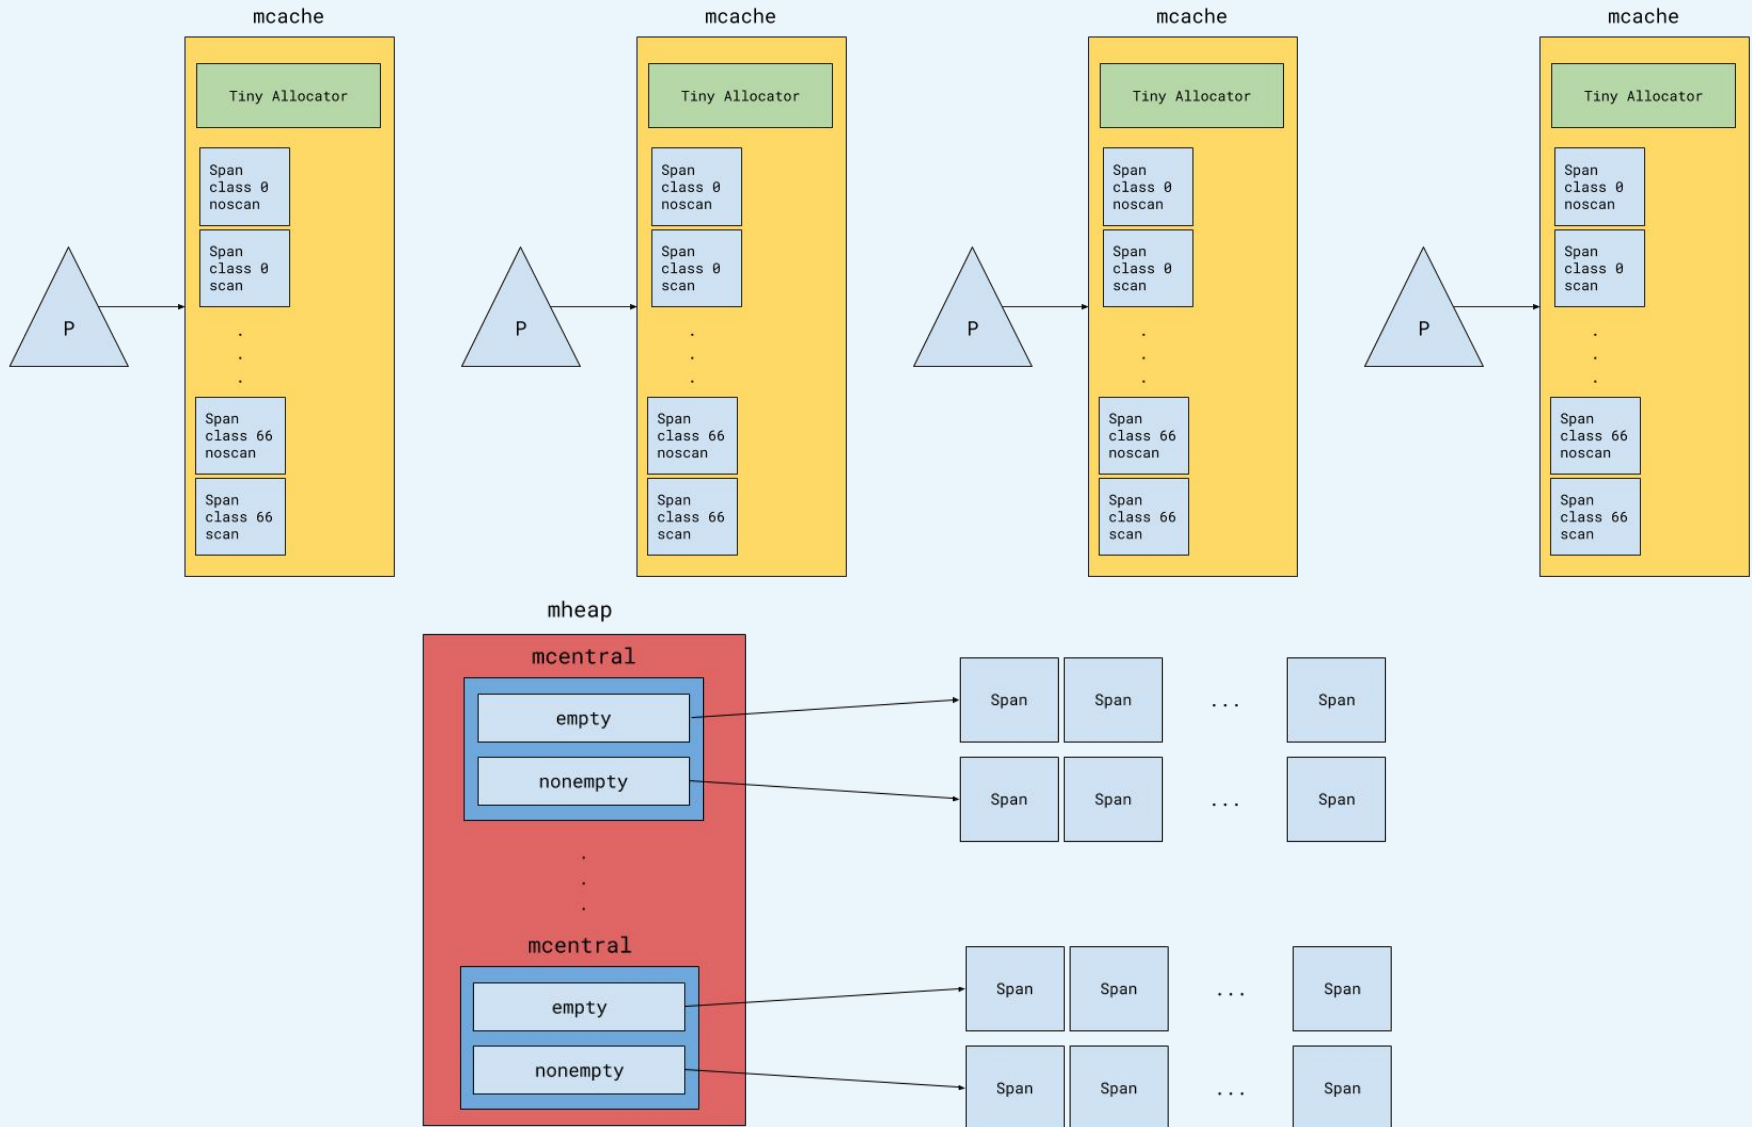 mcache
mcache
mcache
mcache
Tiny Allocator
Tiny Allocator
Tiny Allocator
Tiny Allocator
Span
class 0
noscan
Span
class 0
scan
P
.
.
.
Span
class 66
noscan
Span
class 66
scan
Span
class 0
noscan
Span
class 0
scan
P
.
.
.
Span
class 66
noscan
Span
class 66
scan
Span
class 0
noscan
Span
class 0
scan
P
.
.
.
Span
class 66
noscan
Span
class 66
scan
Span
class 0
noscan
Span
class 0
scan
P
.
.
.
Span
class 66
noscan
Span
class 66
scan
mheap
mcentral
empty
Span Span ... Span
nonempty
Span Span ... Span
.
.
.
mcentral
empty
Span Span ... Span
nonempty
Span Span ... Span